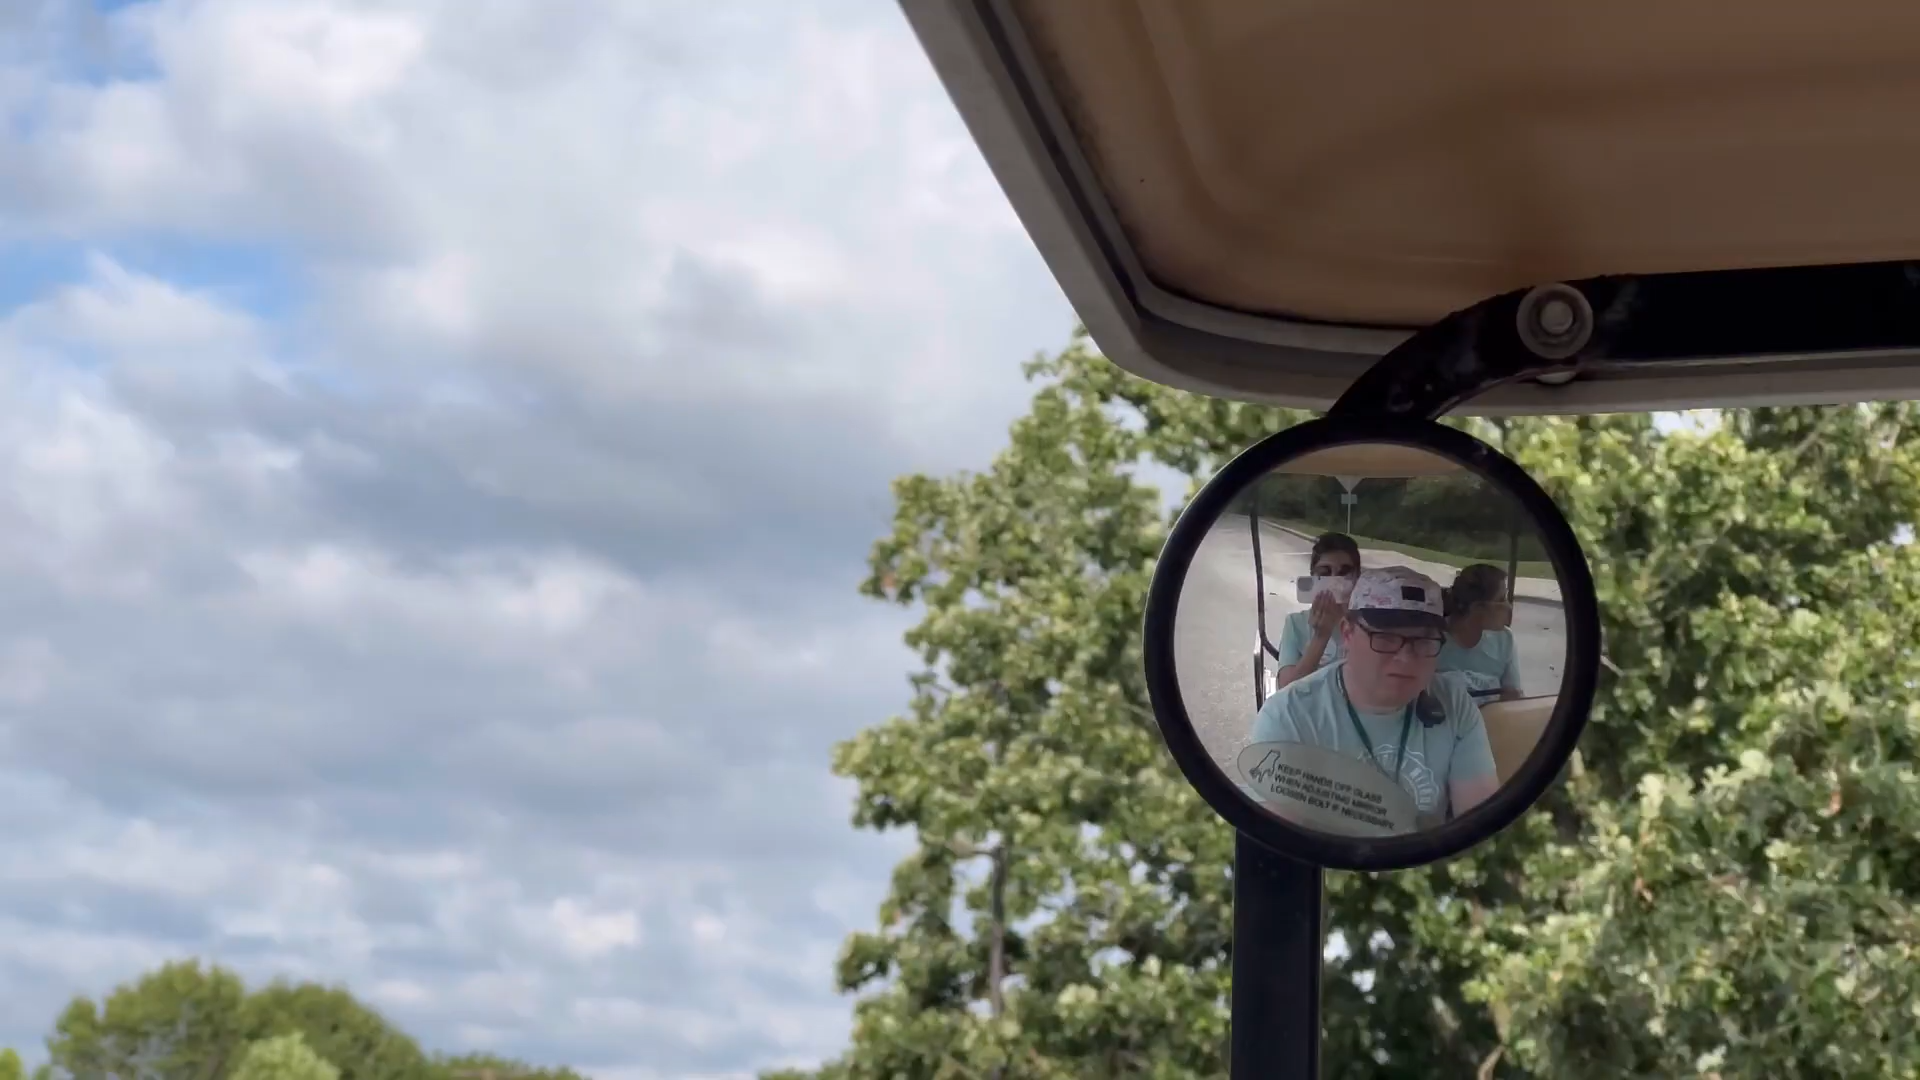 KEEP HANDS OFF GLASS
WHEN ADJUSTING MIRROR
LOOSEN BOLT IF NECESSARY